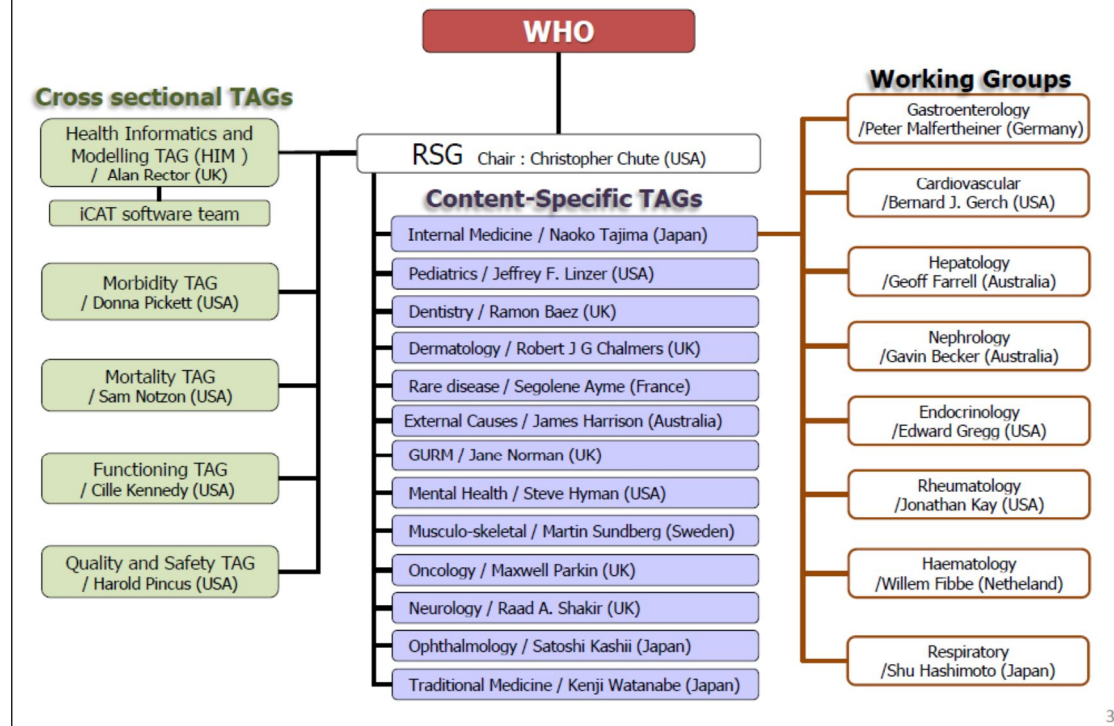 WHO
Cross sectional TAGs
Health Informatics and
Modelling TAG (HIM )
/ Alan Rector (UK)
iCAT software team
Morbidity TAG
/ Donna Pickett (USA)
Mortality TAG
/ Sam Notzon (USA)
Functioning TAG
/ Cille Kennedy (USA)
Quality and Safety TAG
/ Harold Pincus (USA)
RSG Chair : Christopher Chute (USA)
Content-Specific TAGs
Internal Medicine / Naoko Tajima (Japan)
Pediatrics / Jeffrey F. Linzer (USA)
Dentistry / Ramon Baez (UK)
Dermatology / Robert J G Chalmers (UK)
Rare disease / Segolene Ayme (France)
External Causes / James Harrison (Australia)
GURM / Jane Norman (UK)
Mental Health / Steve Hyman (USA)
Musculo-skeletal / Martin Sundberg (Sweden)
Oncology / Maxwell Parkin (UK)
Neurology / Raad A. Shakir (UK)
Ophthalmology / Satoshi Kashii (Japan)
Traditional Medicine / Kenji Watanabe (Japan)
Working Groups
Gastroenterology
/Peter Malfertheiner (Germany)
Cardiovascular
/Bernard J. Gerch (USA)
Hepatology
/Geoff Farrell (Australia)
Nephrology
/Gavin Becker (Australia)
Endocrinology
/Edward Gregg (USA)
Rheumatology
/Jonathan Kay (USA)
Haematology
/Willem Fibbe (Netheland)
Respiratory
/Shu Hashimoto (Japan)
3